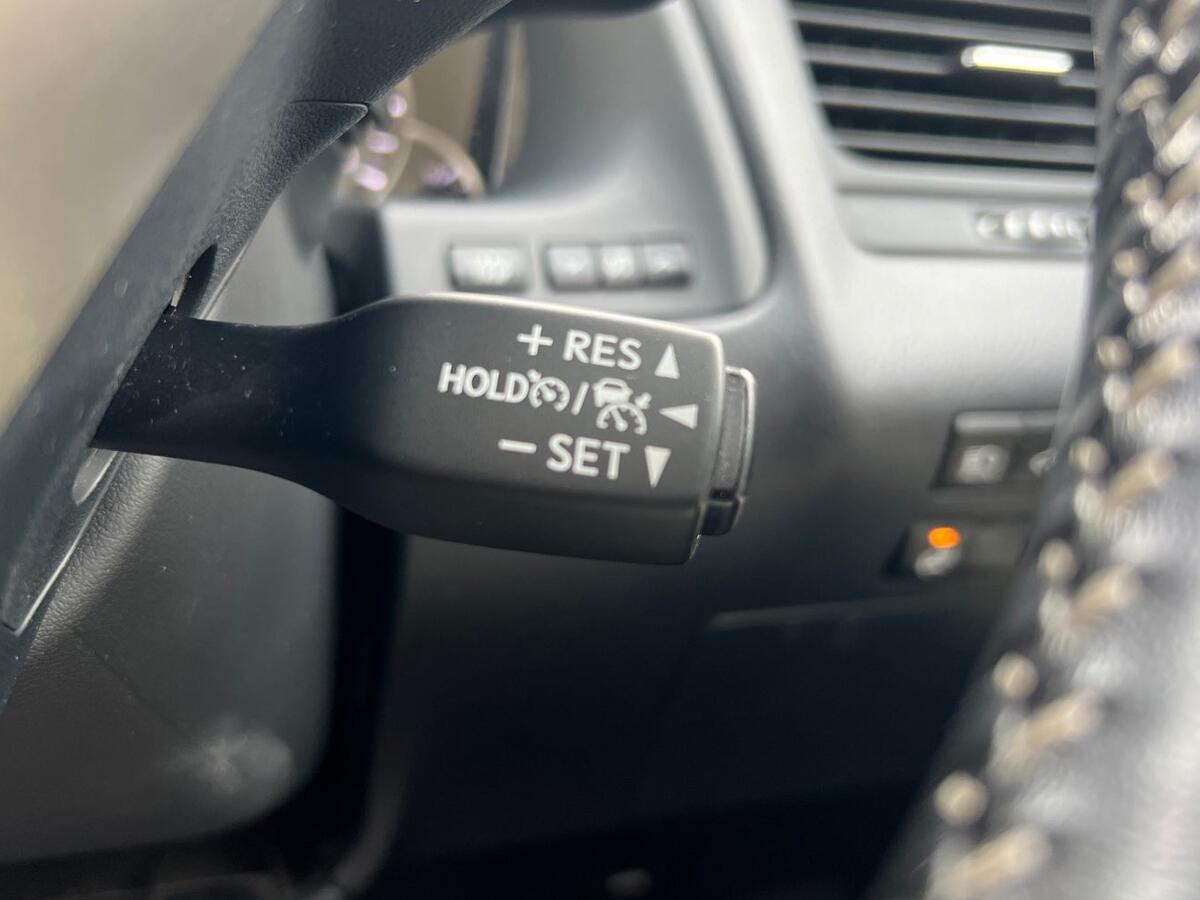 + RES ▲
HOLD / ◀
− SET ▼